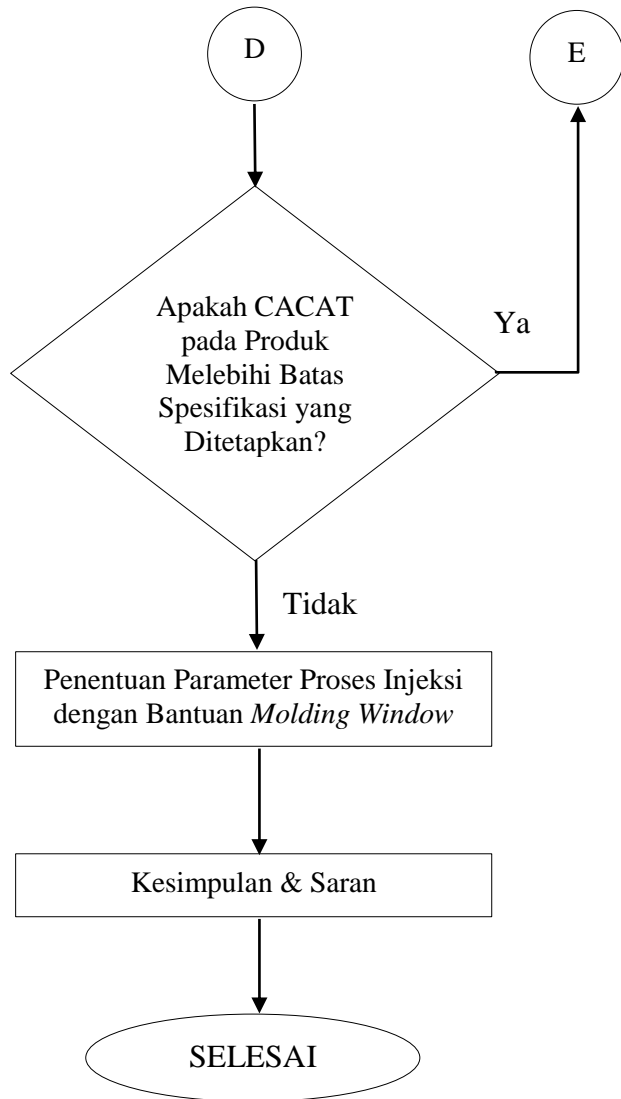 D
E
Apakah CACAT
pada Produk
Melebihi Batas
Spesifikasi yang
Ditetapkan?
Ya
Tidak
Penentuan Parameter Proses Injeksi
dengan Bantuan Molding Window
Kesimpulan & Saran
SELESAI